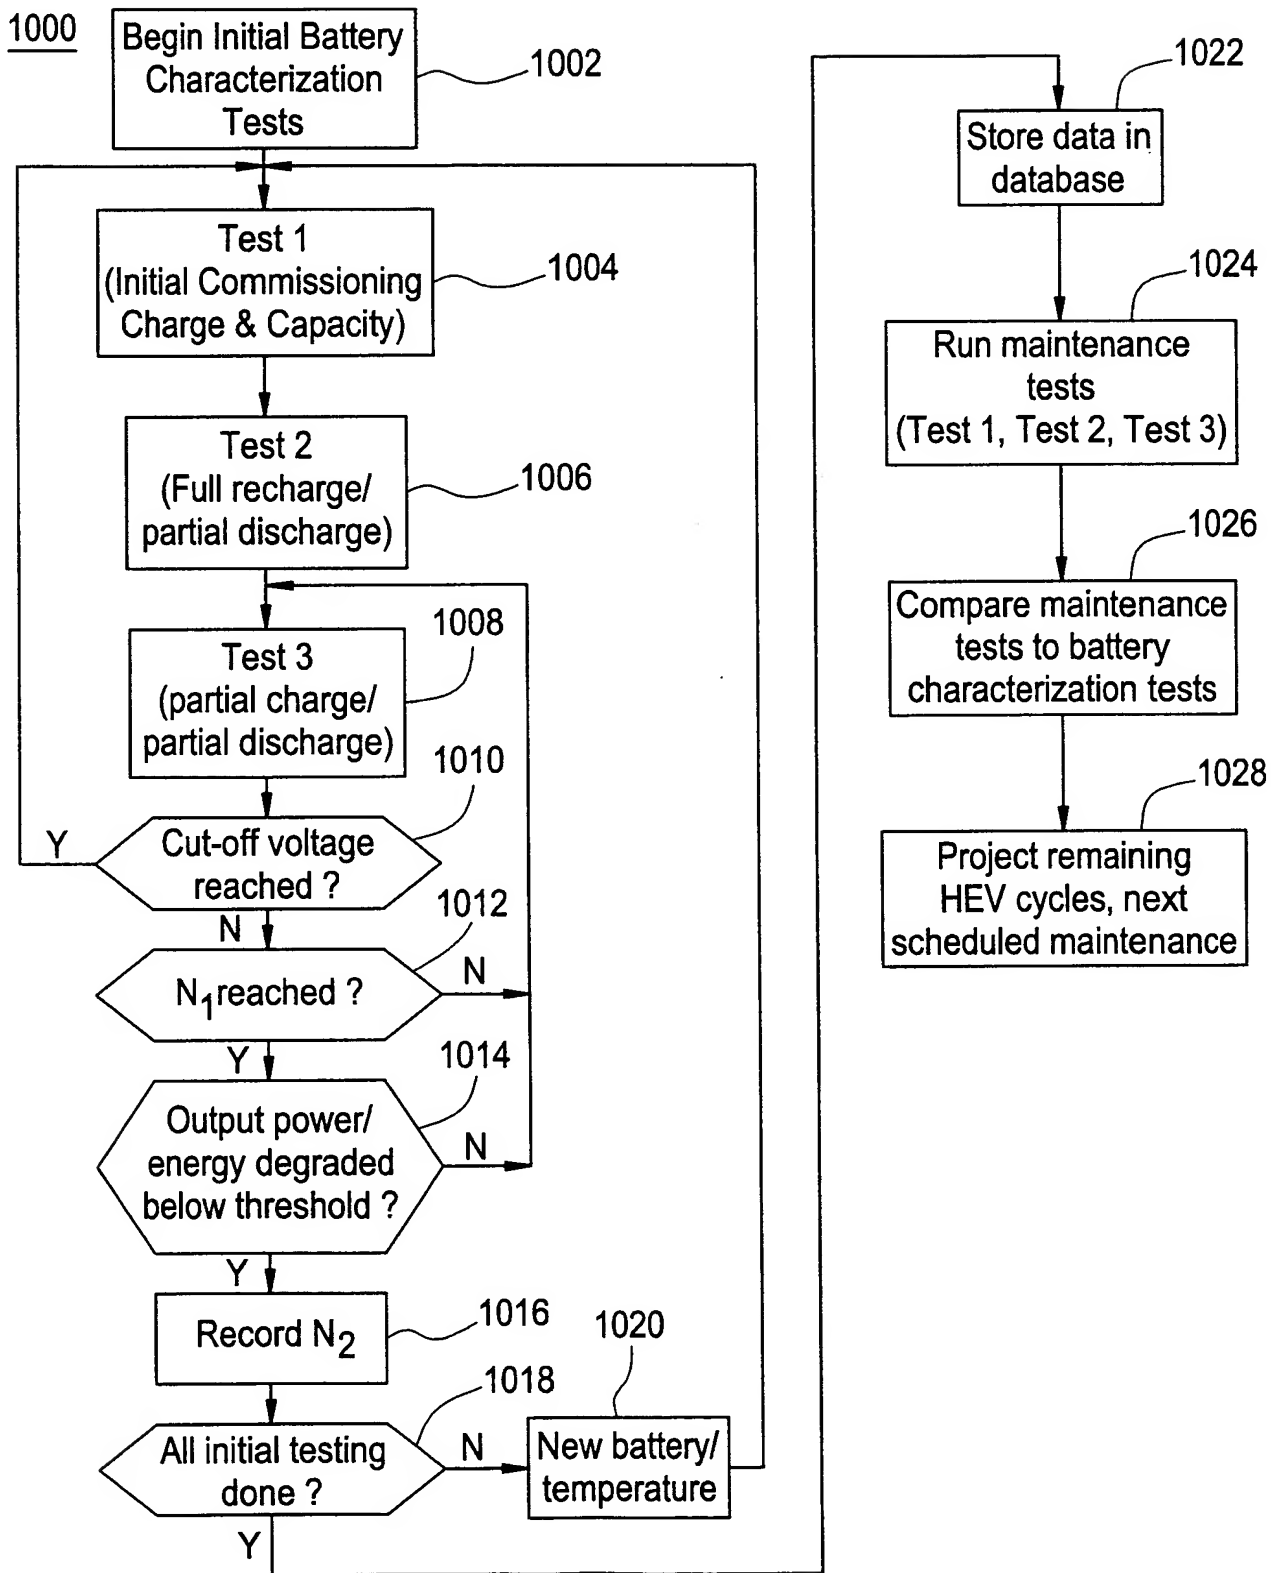 1000
Begin Initial Battery
Characterization
Tests
1002
Test 1
(Initial Commissioning
Charge & Capacity)
1004
Test 2
(Full recharge/
partial discharge)
1006
Test 3
(partial charge/
partial discharge)
1008
Cut-off voltage
reached ?
1010
Y
N
N1 reached ?
1012
N
Y
Output power/
energy degraded
below threshold ?
1014
N
Y
Record N2
1016
All initial testing
done ?
1018
N
Y
New battery/
temperature
1020
Store data in
database
1022
Run maintenance
tests
(Test 1, Test 2, Test 3)
1024
Compare maintenance
tests to battery
characterization tests
1026
Project remaining
HEV cycles, next
scheduled maintenance
1028